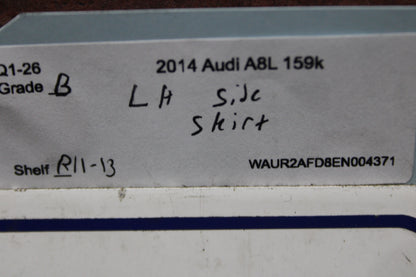 Q1-26 2014 Audi A8L 159k
Grade B LH Side
Skirt
Shelf R11-13 WAUR2AFD8EN004371